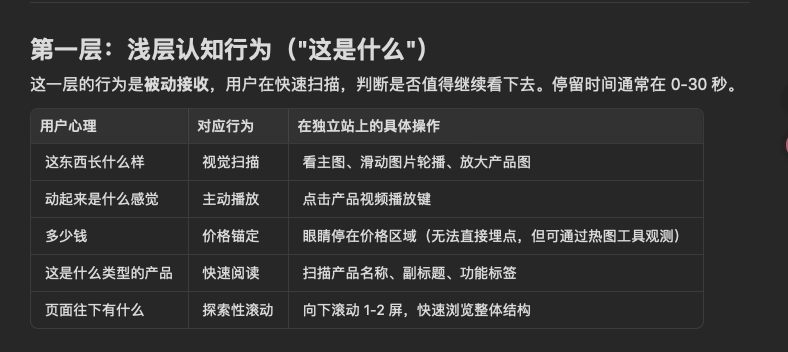 第一层：浅层认知行为（"这是什么"）
这一层的行为是被动接收，用户在快速扫描，判断是否值得继续看下去。停留时间通常在 0-30 秒。
用户心理 对应行为 在独立站上的具体操作
这东西长什么样 视觉扫描 看主图、滑动图片轮播、放大产品图
动起来是什么感觉 主动播放 点击产品视频播放键
多少钱 价格锚定 眼睛停在价格区域（无法直接埋点，但可通过热图工具观测）
这是什么类型的产品 快速阅读 扫描产品名称、副标题、功能标签
页面往下有什么 探索性滚动 向下滚动 1-2 屏，快速浏览整体结构